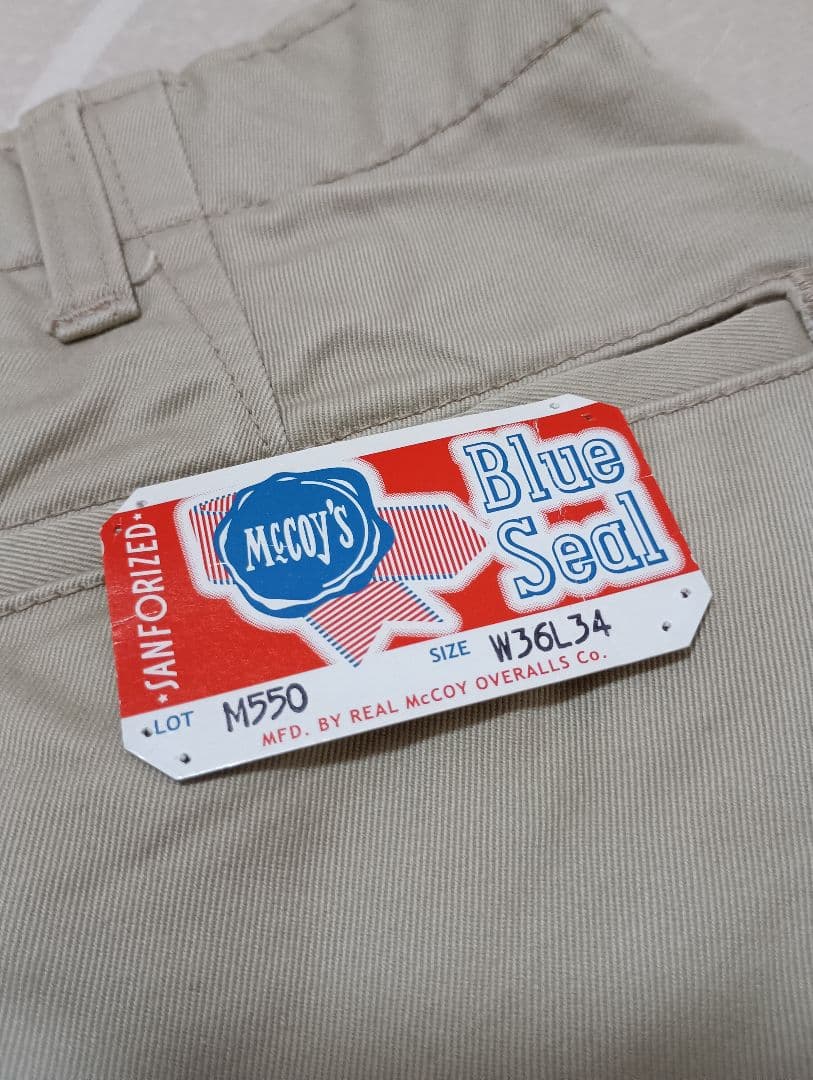 ★SANFORIZED★
McCOY'S
Blue
Seal
LOT M550 SIZE W36L34
MFD. BY REAL McCOY OVERALLS Co.